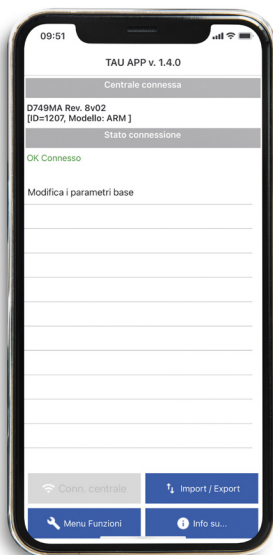 09:51
TAU APP v. 1.4.0
Centrale connessa
D749MA Rev. 8v02
[ID=1207, Modello: ARM ]
Stato connessione
OK Connesso
Modifica i parametri base
Conn. centrale
Import / Export
Menu Funzioni
Info su...